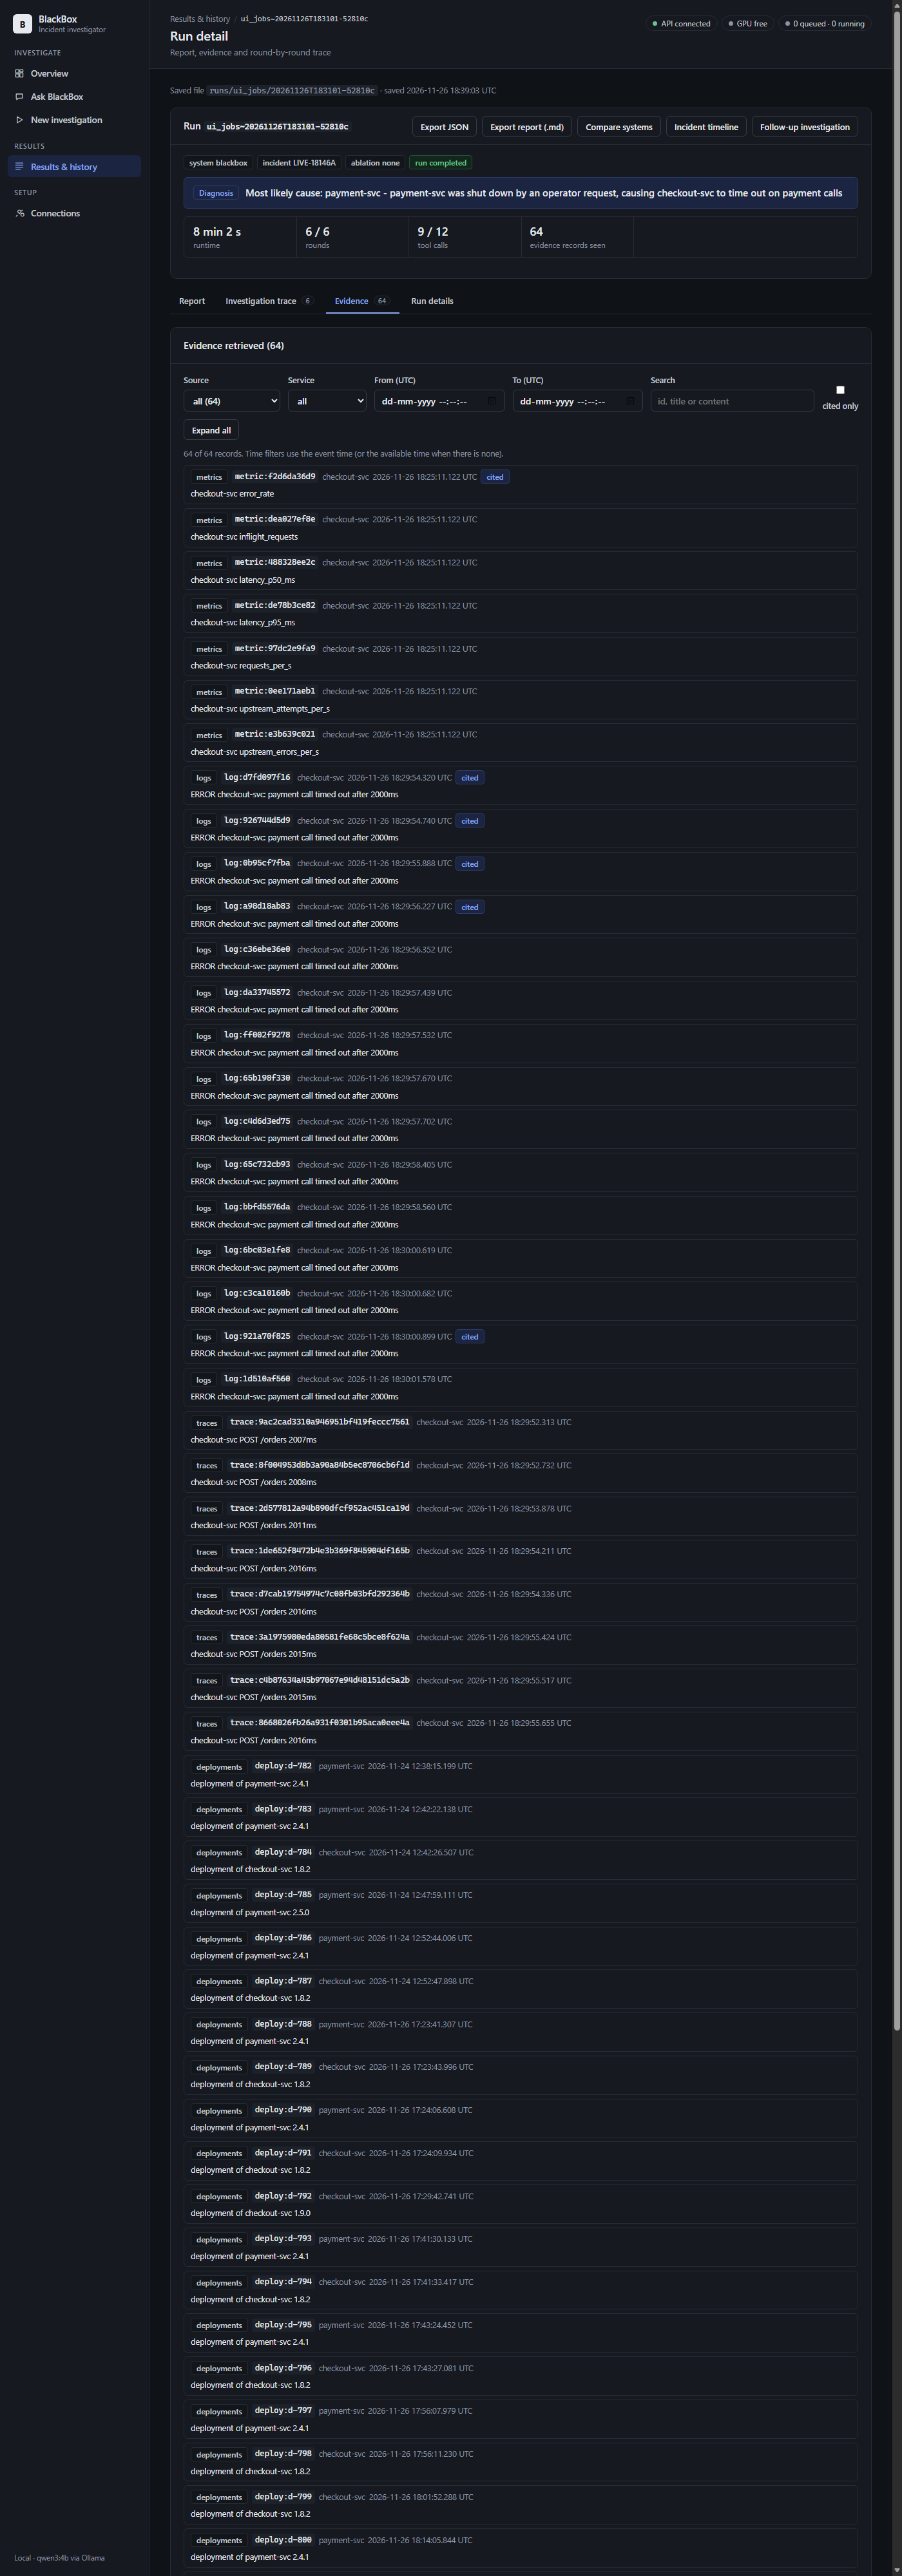 B
BlackBox
Incident investigator
INVESTIGATE
Overview
Ask BlackBox
New investigation
RESULTS
Results & history
SETUP
Connections
Local · qwen3:4b via Ollama
Results & history / ui_jobs~20261126T183101-52810c
Run detail
Report, evidence and round-by-round trace
API connected
GPU free
0 queued · 0 running
Saved file runs/ui_jobs/20261126T183101-52810c · saved 2026-11-26 18:39:03 UTC
Run ui_jobs~20261126T183101-52810c
Export JSON
Export report (.md)
Compare systems
Incident timeline
Follow-up investigation
system blackbox
incident LIVE-18146A
ablation none
run completed
Diagnosis Most likely cause: payment-svc - payment-svc was shut down by an operator request, causing checkout-svc to time out on payment calls
8 min 2 s
runtime
6 / 6
rounds
9 / 12
tool calls
64
evidence records seen
Report
Investigation trace 6
Evidence 64
Run details
Evidence retrieved (64)
Source
all (64)
Service
all
From (UTC)
dd-mm-yyyy --:--:--
To (UTC)
dd-mm-yyyy --:--:--
Search
id, title or content
cited only
Expand all
64 of 64 records. Time filters use the event time (or the available time when there is none).
metrics metric:f2d6da36d9 checkout-svc 2026-11-26 18:25:11.122 UTC cited
checkout-svc error_rate
metrics metric:dea027ef8e checkout-svc 2026-11-26 18:25:11.122 UTC
checkout-svc inflight_requests
metrics metric:488328ee2c checkout-svc 2026-11-26 18:25:11.122 UTC
checkout-svc latency_p50_ms
metrics metric:de78b3ce82 checkout-svc 2026-11-26 18:25:11.122 UTC
checkout-svc latency_p95_ms
metrics metric:97dc2e9fa9 checkout-svc 2026-11-26 18:25:11.122 UTC
checkout-svc requests_per_s
metrics metric:0ee171aeb1 checkout-svc 2026-11-26 18:25:11.122 UTC
checkout-svc upstream_attempts_per_s
metrics metric:e3b639c021 checkout-svc 2026-11-26 18:25:11.122 UTC
checkout-svc upstream_errors_per_s
logs log:d7fd097f16 checkout-svc 2026-11-26 18:29:54.320 UTC cited
ERROR checkout-svc: payment call timed out after 2000ms
logs log:926744d5d9 checkout-svc 2026-11-26 18:29:54.740 UTC cited
ERROR checkout-svc: payment call timed out after 2000ms
logs log:0b95cf7fba checkout-svc 2026-11-26 18:29:55.888 UTC cited
ERROR checkout-svc: payment call timed out after 2000ms
logs log:a98d18ab83 checkout-svc 2026-11-26 18:29:56.227 UTC cited
ERROR checkout-svc: payment call timed out after 2000ms
logs log:c36ebe36e0 checkout-svc 2026-11-26 18:29:56.352 UTC
ERROR checkout-svc: payment call timed out after 2000ms
logs log:da33745572 checkout-svc 2026-11-26 18:29:57.439 UTC
ERROR checkout-svc: payment call timed out after 2000ms
logs log:ff002f9278 checkout-svc 2026-11-26 18:29:57.532 UTC
ERROR checkout-svc: payment call timed out after 2000ms
logs log:65b198f330 checkout-svc 2026-11-26 18:29:57.670 UTC
ERROR checkout-svc: payment call timed out after 2000ms
logs log:c4d6d3ed75 checkout-svc 2026-11-26 18:29:57.702 UTC
ERROR checkout-svc: payment call timed out after 2000ms
logs log:65c732cb93 checkout-svc 2026-11-26 18:29:58.405 UTC
ERROR checkout-svc: payment call timed out after 2000ms
logs log:bbfd5576da checkout-svc 2026-11-26 18:29:58.560 UTC
ERROR checkout-svc: payment call timed out after 2000ms
logs log:6bc03e1fe8 checkout-svc 2026-11-26 18:30:00.619 UTC
ERROR checkout-svc: payment call timed out after 2000ms
logs log:c3ca10160b checkout-svc 2026-11-26 18:30:00.682 UTC
ERROR checkout-svc: payment call timed out after 2000ms
logs log:921a70f825 checkout-svc 2026-11-26 18:30:00.899 UTC cited
ERROR checkout-svc: payment call timed out after 2000ms
logs log:1d510af560 checkout-svc 2026-11-26 18:30:01.578 UTC
ERROR checkout-svc: payment call timed out after 2000ms
traces trace:9ac2cad3310a946951bf419feccc7561 checkout-svc 2026-11-26 18:29:52.313 UTC
checkout-svc POST /orders 2007ms
traces trace:8f004953d8b3a90a84b5ec8706cb6f1d checkout-svc 2026-11-26 18:29:52.732 UTC
checkout-svc POST /orders 2008ms
traces trace:2d577812a94b890dfcf952ac451ca19d checkout-svc 2026-11-26 18:29:53.878 UTC
checkout-svc POST /orders 2011ms
traces trace:1de652f8472b4e3b369f845904df165b checkout-svc 2026-11-26 18:29:54.211 UTC
checkout-svc POST /orders 2016ms
traces trace:d7cab19754974c7c08fb03bfd292364b checkout-svc 2026-11-26 18:29:54.336 UTC
checkout-svc POST /orders 2016ms
traces trace:3a1975980eda80581fe68c5bce8f624a checkout-svc 2026-11-26 18:29:55.424 UTC
checkout-svc POST /orders 2015ms
traces trace:c4b87634a45b97067e94d48151dc5a2b checkout-svc 2026-11-26 18:29:55.517 UTC
checkout-svc POST /orders 2015ms
traces trace:8668026fb26a931f0301b95aca0eee4a checkout-svc 2026-11-26 18:29:55.655 UTC
checkout-svc POST /orders 2016ms
deployments deploy:d-782 payment-svc 2026-11-24 12:38:15.199 UTC
deployment of payment-svc 2.4.1
deployments deploy:d-783 payment-svc 2026-11-24 12:42:22.138 UTC
deployment of payment-svc 2.4.1
deployments deploy:d-784 checkout-svc 2026-11-24 12:42:26.507 UTC
deployment of checkout-svc 1.8.2
deployments deploy:d-785 payment-svc 2026-11-24 12:47:59.111 UTC
deployment of payment-svc 2.5.0
deployments deploy:d-786 payment-svc 2026-11-24 12:52:44.006 UTC
deployment of payment-svc 2.4.1
deployments deploy:d-787 checkout-svc 2026-11-24 12:52:47.898 UTC
deployment of checkout-svc 1.8.2
deployments deploy:d-788 payment-svc 2026-11-26 17:23:41.307 UTC
deployment of payment-svc 2.4.1
deployments deploy:d-789 checkout-svc 2026-11-26 17:23:43.996 UTC
deployment of checkout-svc 1.8.2
deployments deploy:d-790 payment-svc 2026-11-26 17:24:06.608 UTC
deployment of payment-svc 2.4.1
deployments deploy:d-791 checkout-svc 2026-11-26 17:24:09.934 UTC
deployment of checkout-svc 1.8.2
deployments deploy:d-792 checkout-svc 2026-11-26 17:29:42.741 UTC
deployment of checkout-svc 1.9.0
deployments deploy:d-793 payment-svc 2026-11-26 17:41:30.133 UTC
deployment of payment-svc 2.4.1
deployments deploy:d-794 checkout-svc 2026-11-26 17:41:33.417 UTC
deployment of checkout-svc 1.8.2
deployments deploy:d-795 payment-svc 2026-11-26 17:43:24.452 UTC
deployment of payment-svc 2.4.1
deployments deploy:d-796 checkout-svc 2026-11-26 17:43:27.081 UTC
deployment of checkout-svc 1.8.2
deployments deploy:d-797 payment-svc 2026-11-26 17:56:07.979 UTC
deployment of payment-svc 2.4.1
deployments deploy:d-798 checkout-svc 2026-11-26 17:56:11.230 UTC
deployment of checkout-svc 1.8.2
deployments deploy:d-799 checkout-svc 2026-11-26 18:01:52.288 UTC
deployment of checkout-svc 1.8.2
deployments deploy:d-800 payment-svc 2026-11-26 18:14:05.844 UTC
deployment of payment-svc 2.4.1